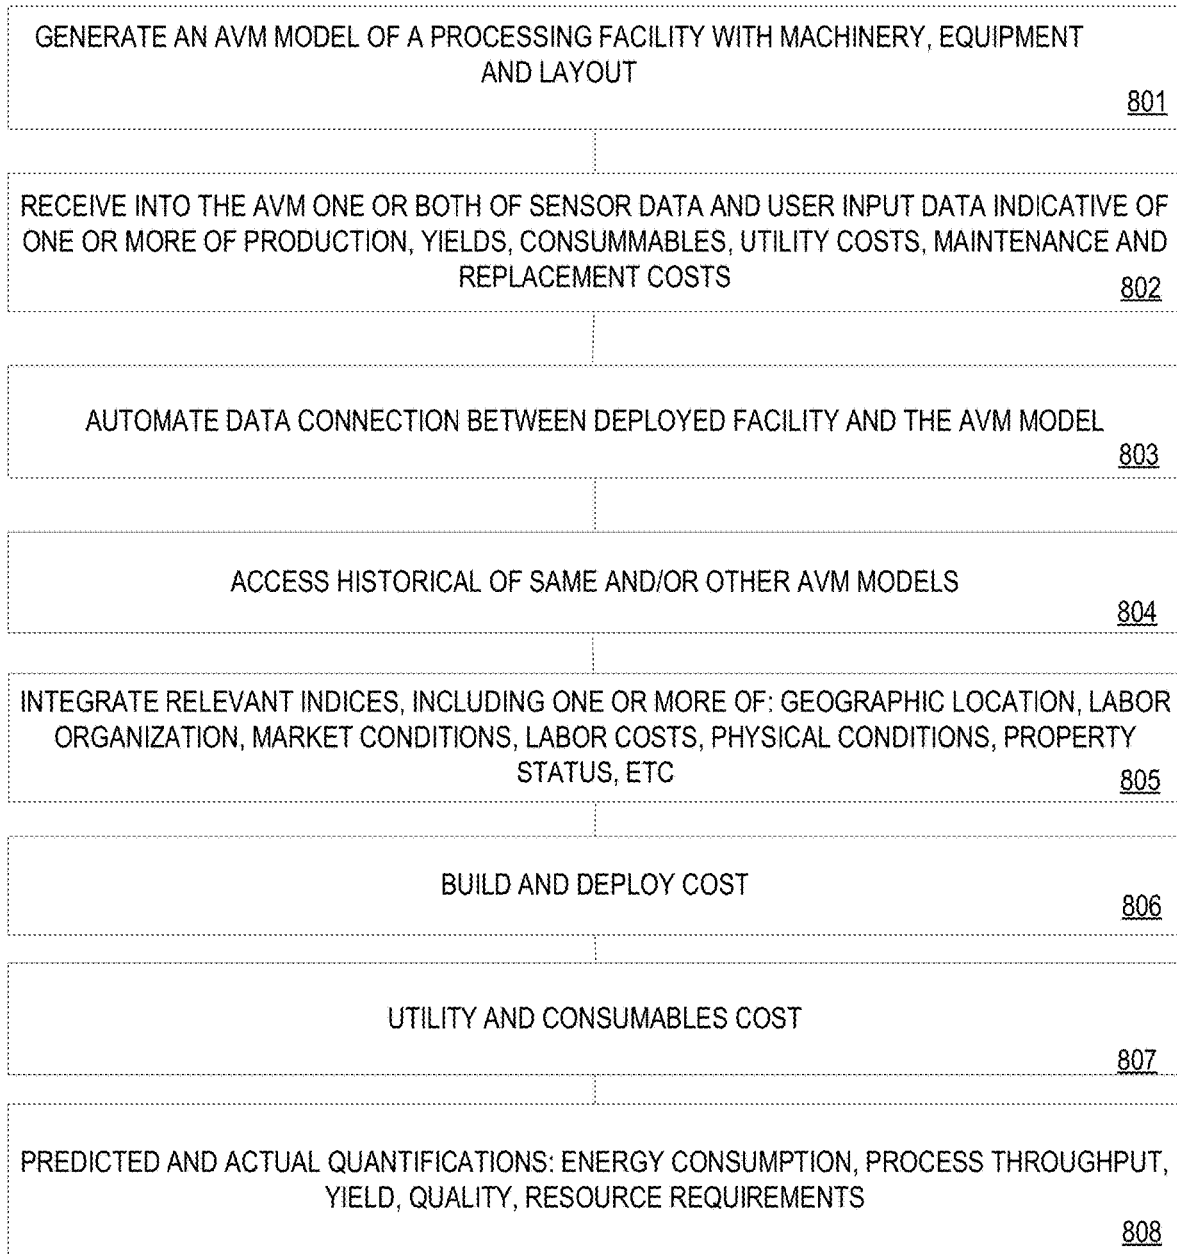 GENERATE AN AVM MODEL OF A PROCESSING FACILITY WITH MACHINERY, EQUIPMENT
AND LAYOUT
801
RECEIVE INTO THE AVM ONE OR BOTH OF SENSOR DATA AND USER INPUT DATA INDICATIVE OF
ONE OR MORE OF PRODUCTION, YIELDS, CONSUMMABLES, UTILITY COSTS, MAINTENANCE AND
REPLACEMENT COSTS
802
AUTOMATE DATA CONNECTION BETWEEN DEPLOYED FACILITY AND THE AVM MODEL
803
ACCESS HISTORICAL OF SAME AND/OR OTHER AVM MODELS
804
INTEGRATE RELEVANT INDICES, INCLUDING ONE OR MORE OF: GEOGRAPHIC LOCATION, LABOR
ORGANIZATION, MARKET CONDITIONS, LABOR COSTS, PHYSICAL CONDITIONS, PROPERTY
STATUS, ETC
805
BUILD AND DEPLOY COST
806
UTILITY AND CONSUMABLES COST
807
PREDICTED AND ACTUAL QUANTIFICATIONS: ENERGY CONSUMPTION, PROCESS THROUGHPUT,
YIELD, QUALITY, RESOURCE REQUIREMENTS
808